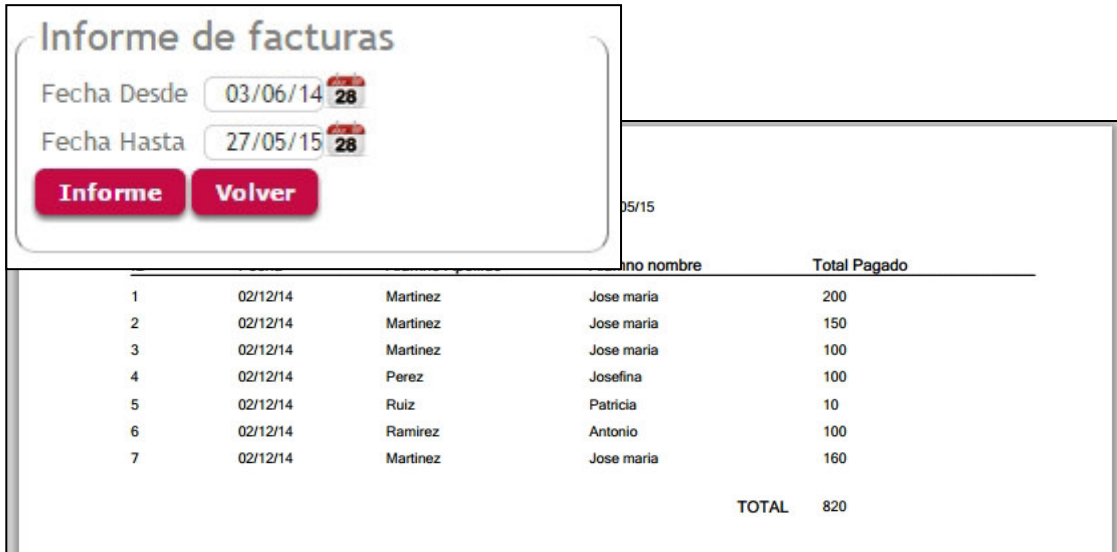 Informe de facturas
Fecha Desde 03/06/14 28
Fecha Hasta 27/05/15 28
Informe Volver
05/15
nombre Total Pagado
1 02/12/14 Martinez Jose maria 200
2 02/12/14 Martinez Jose maria 150
3 02/12/14 Martinez Jose maria 100
4 02/12/14 Perez Josefina 100
5 02/12/14 Ruiz Patricia 10
6 02/12/14 Ramirez Antonio 100
7 02/12/14 Martinez Jose maria 160
TOTAL 820